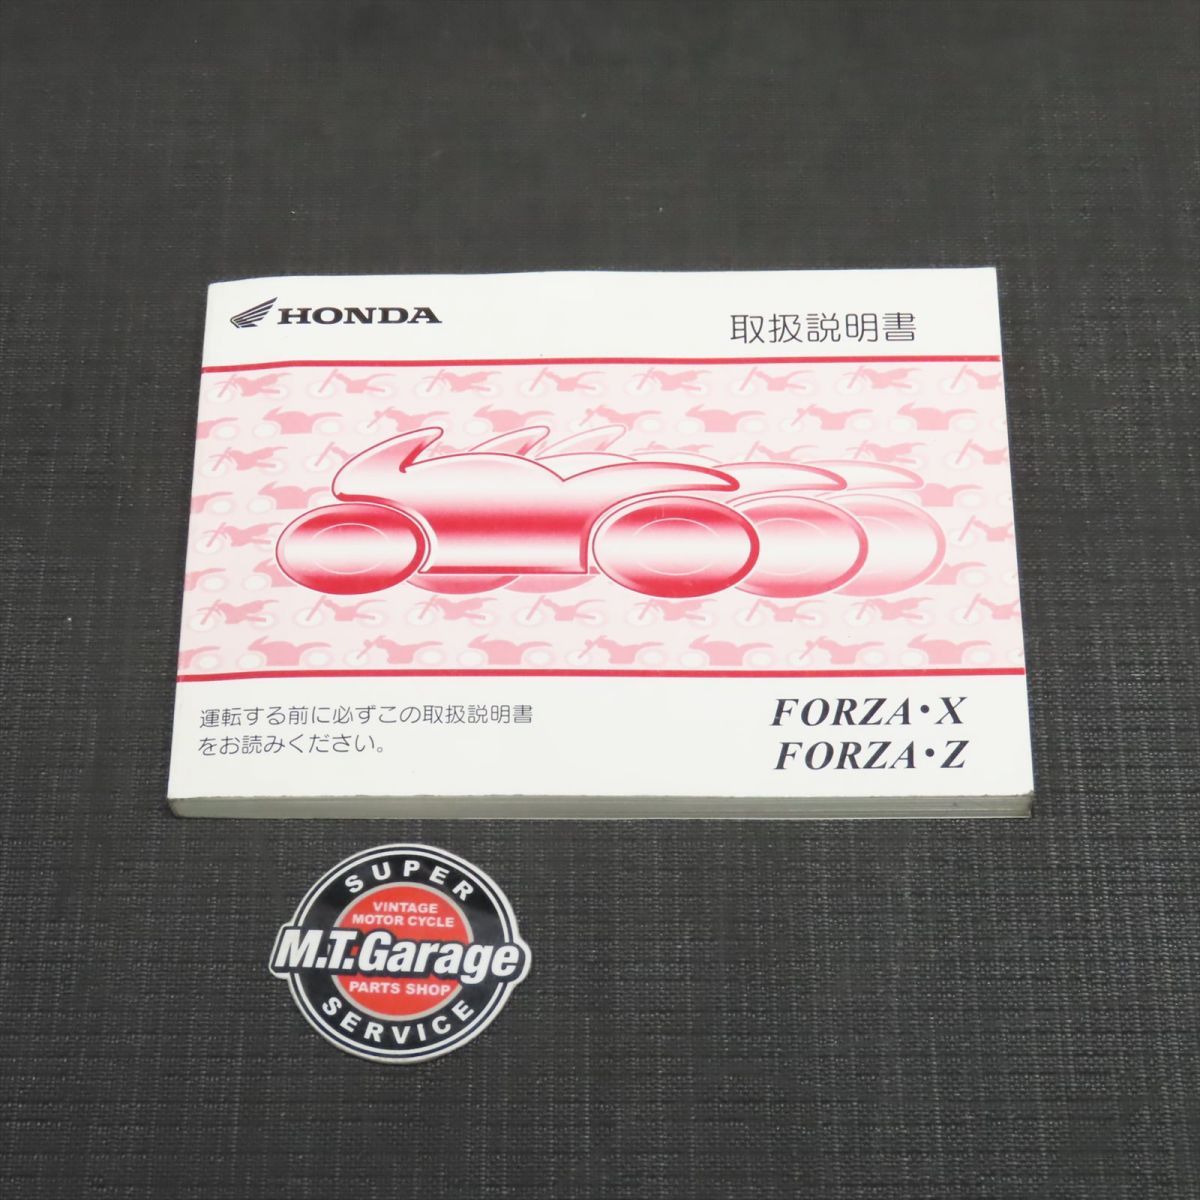 HONDA
取扱説明書
運転する前に必ずこの取扱説明書
をお読みください。
FORZA・X
FORZA・Z
SUPER
VINTAGE
MOTOR CYCLE
M.T.Garage
PARTS SHOP
SERVICE